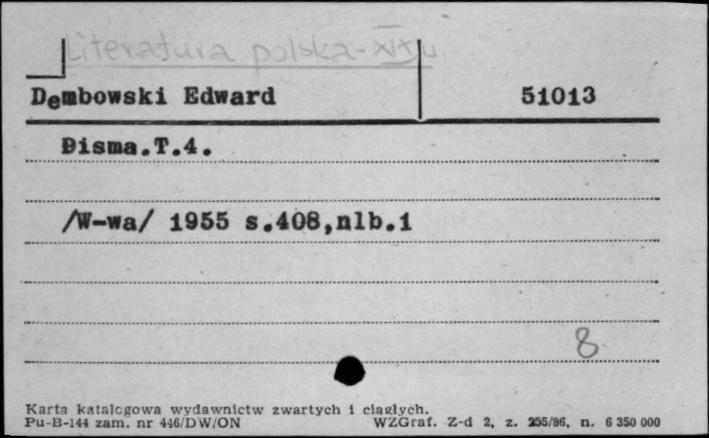 Literatura polska - XIX w.
Dembowski Edward 51013
Pisma.T.4.
/W-wa/ 1955 s.408,nlb.1
8
Karta katalogowa wydawnictw zwartych i ciągłych.
Pu-B-144 zam. nr 446/DW/ON WZGraf. Z-d 2, z. 255/86, n. 6 350 000